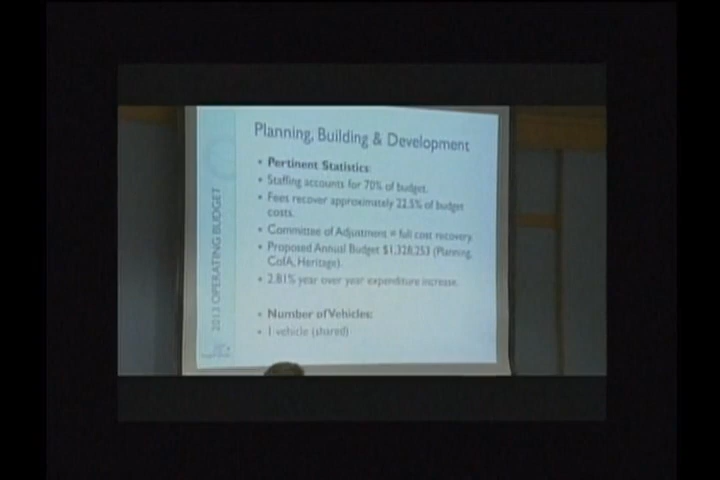 Planning, Building & Development
• Pertinent Statistics:
• Staffing accounts for 70% of budget.
• Fees recover approximately 22.5% of budget
costs.
• Committee of Adjustment = full cost recovery.
• Proposed Annual Budget $1,328,253 (Planning,
CofA, Heritage).
• 2.81% year over year expenditure increase.
• Number of Vehicles:
• 1 vehicle (shared)
2013 OPERATING BUDGET